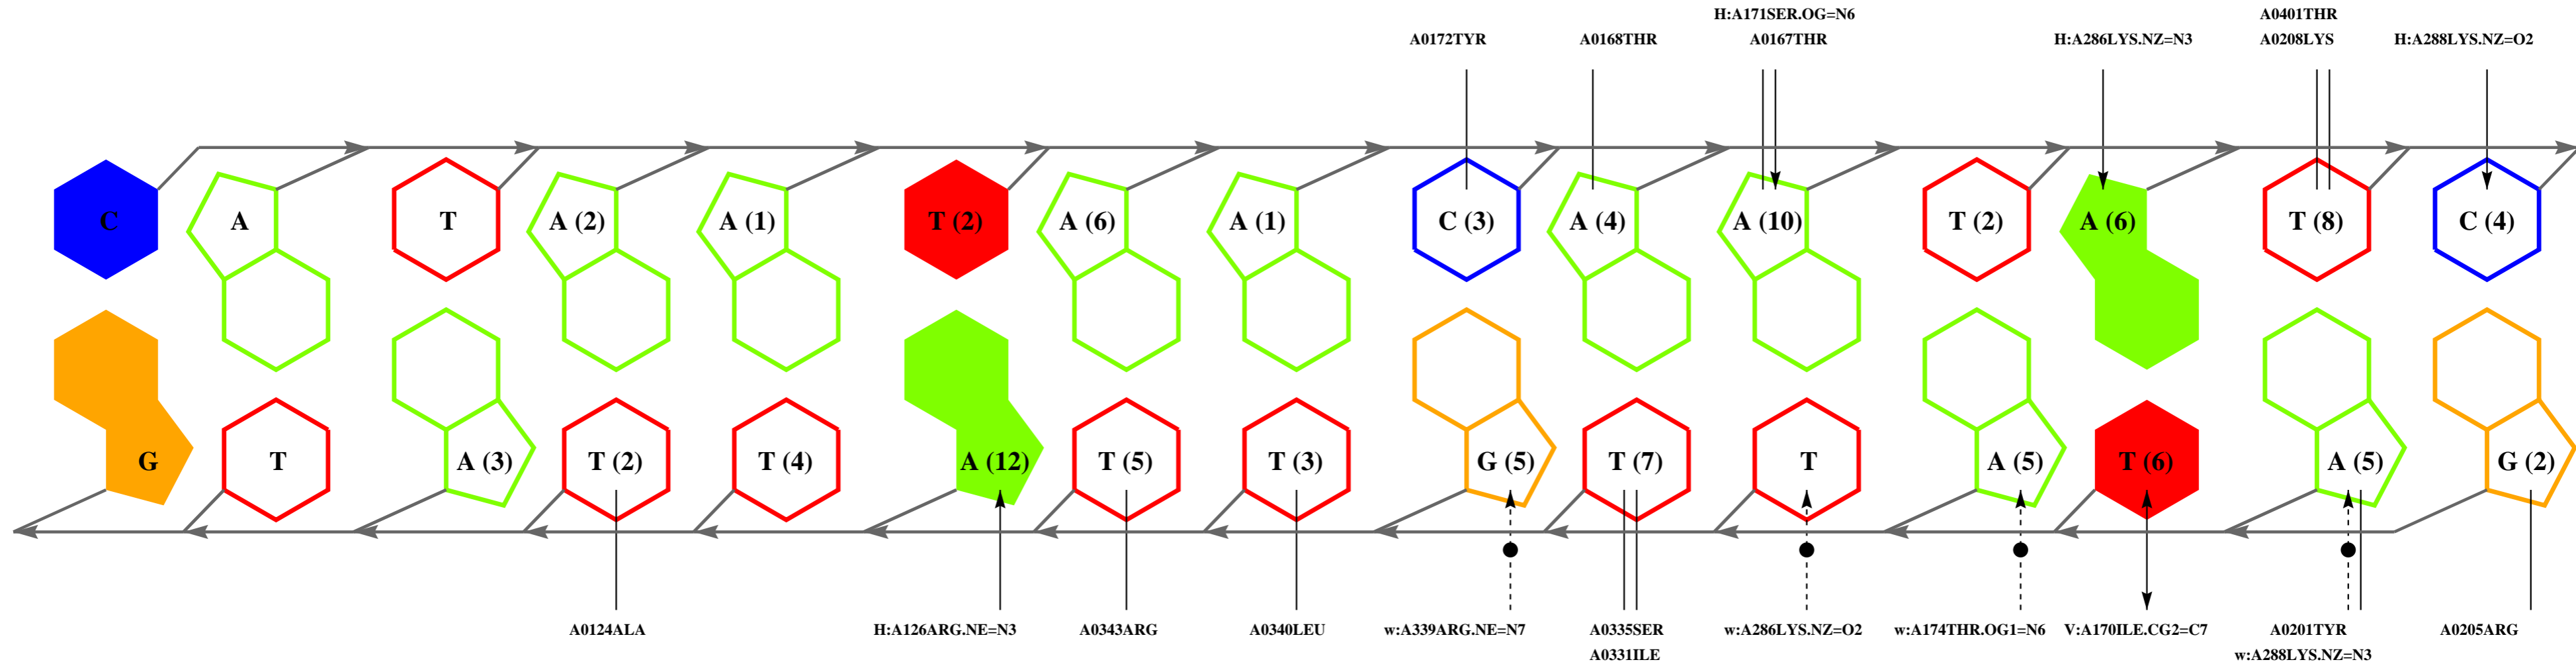 H:A171SER.OG=N6 A0401THR
A0172TYR A0168THR A0167THR H:A286LYS.NZ=N3 A0208LYS H:A288LYS.NZ=O2
C A T A (2) A (1) T (2) A (6) A (1) C (3) A (4) A (10) T (2) A (6) T (8) C (4)
G T A (3) T (2) T (4) A (12) T (5) T (3) G (5) T (7) T A (5) T (6) A (5) G (2)
A0124ALA H:A126ARG.NE=N3 A0343ARG A0340LEU w:A339ARG.NE=N7 A0335SER w:A286LYS.NZ=O2 w:A174THR.OG1=N6 V:A170ILE.CG2=C7 A0201TYR A0205ARG
A0331ILE w:A288LYS.NZ=N3